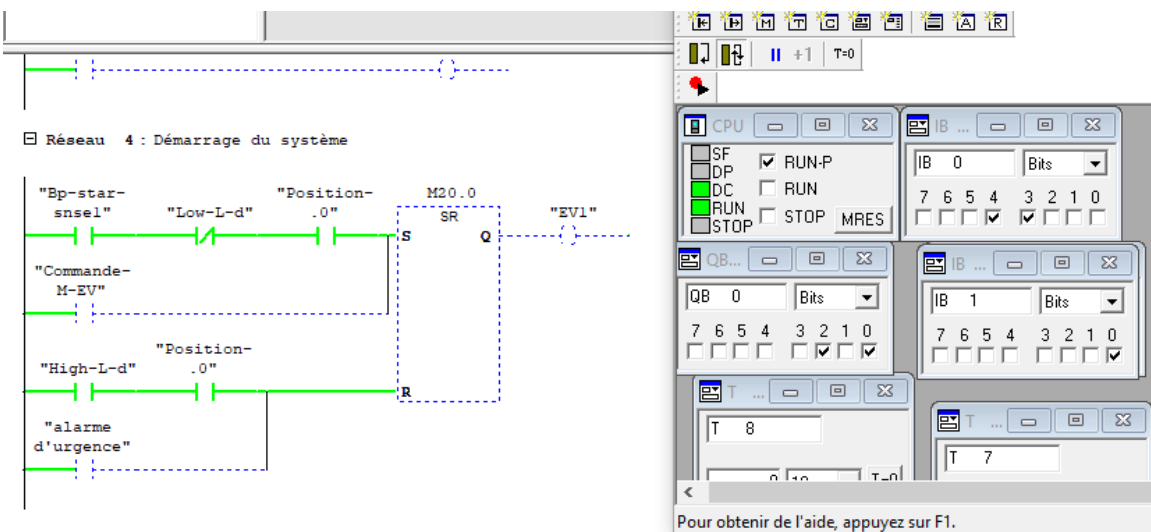 T=0
+1
Réseau 4 : Démarrage du système
"Bp-star-
snsel"
"Low-L-d"
"Position-
.0"
M20.0
SR
S
Q
"EV1"
"Commande-
M-EV"
"High-L-d"
"Position-
.0"
R
"alarme
d'urgence"
CPU
SF
DP
DC
RUN
STOP
RUN-P
RUN
STOP
MRES
IB ...
IB 0
Bits
7 6 5 4 3 2 1 0
QB...
QB 0
Bits
7 6 5 4 3 2 1 0
IB ...
IB 1
Bits
7 6 5 4 3 2 1 0
T ...
T 8
T=0
T ...
T 7
Pour obtenir de l'aide, appuyez sur F1.